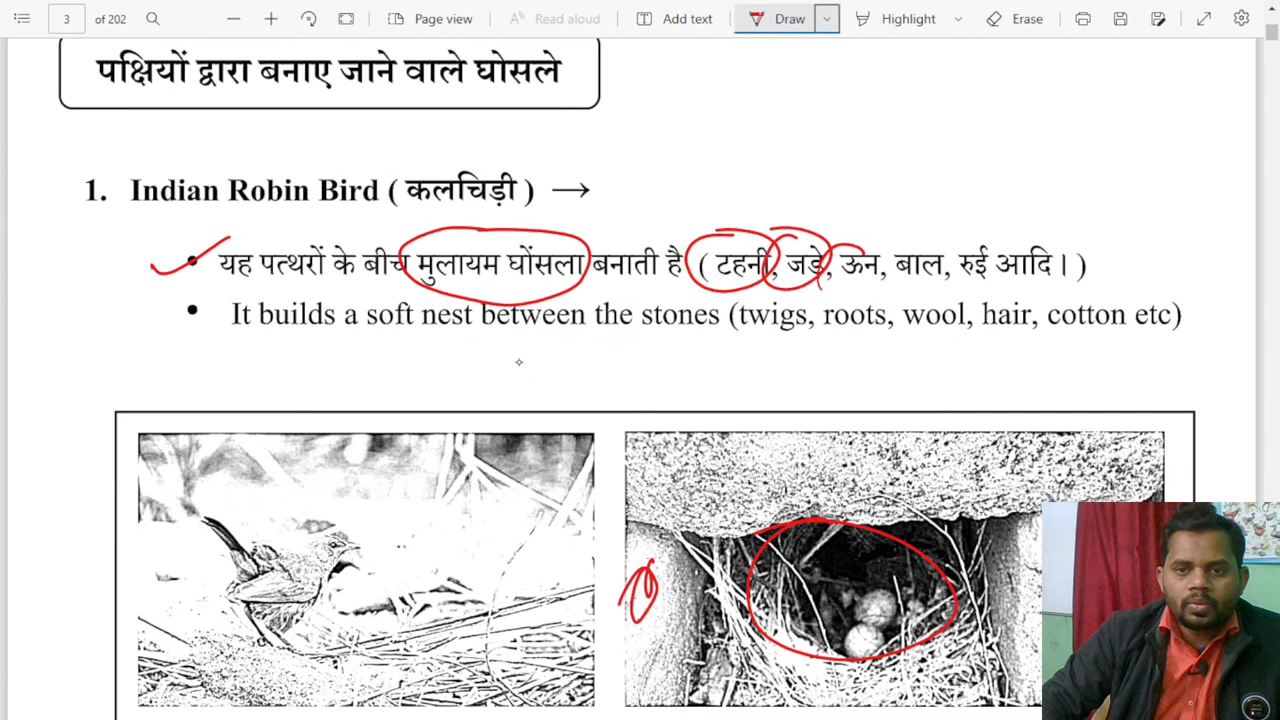 3 of 202 Page view Read aloud Add text Draw Highlight Erase
पक्षियों द्वारा बनाए जाने वाले घोसले
1. Indian Robin Bird ( कलचिड़ी ) →
• यह पत्थरों के बीच मुलायम घोंसला बनाती है ( टहनी, जड़े, ऊन, बाल, रुई आदि। )
• It builds a soft nest between the stones (twigs, roots, wool, hair, cotton etc)